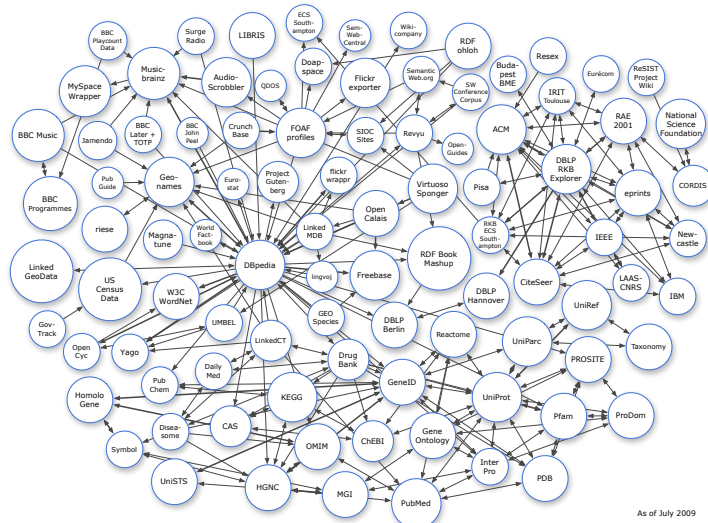 BBC
Playcount
Data
Surge
Radio
LIBRIS
ECS
South-
ampton
Sem-
Web-
Central
Wiki-
company
RDF
ohloh
Resex
Music-
brainz
Audio-
Scrobbler
Doap-
space
Flickr
exporter
Semantic
Web.org
Buda-
pest
BME
Eurécom
ReSIST
Project
Wiki
MySpace
Wrapper
QDOS
SW
Conference
Corpus
IRIT
Toulouse
RAE
2001
National
Science
Foundation
BBC Music
Jamendo
BBC
Later +
TOTP
BBC
John
Peel
Crunch
Base
FOAF
profiles
SIOC
Sites
Revyu
Open-
Guides
ACM
DBLP
RKB
Explorer
Pub
Guide
Geo-
names
Euro-
stat
Project
Guten-
berg
flickr
wrappr
Virtuoso
Sponger
Pisa
eprints
CORDIS
BBC
Programmes
riese
Magna-
tune
World
Fact-
book
Linked
MDB
Open
Calais
RKB
ECS
South-
ampton
IEEE
New-
castle
Linked
GeoData
US
Census
Data
W3C
WordNet
DBpedia
lingvoj
Freebase
RDF Book
Mashup
DBLP
Hannover
CiteSeer
LAAS-
CNRS
IBM
Gov-
Track
Open
Cyc
Yago
UMBEL
LinkedCT
GEO
Species
DBLP
Berlin
Reactome
UniParc
UniRef
Taxonomy
Homolo
Gene
Pub
Chem
Daily
Med
Drug
Bank
KEGG
GeneID
UniProt
PROSITE
Symbol
Disea-
some
CAS
OMIM
ChEBI
Gene
Ontology
Pfam
ProDom
UniSTS
HGNC
MGI
PubMed
Inter
Pro
PDB
As of July 2009